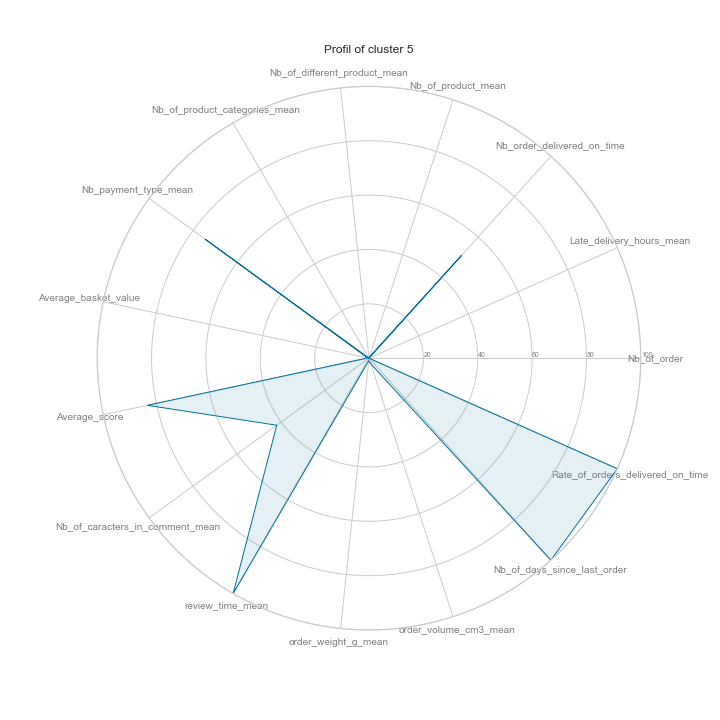 Profil of cluster 5
Nb_of_different_product_mean
Nb_of_product_mean
Nb_of_product_categories_mean
Nb_order_delivered_on_time
Nb_payment_type_mean
Late_delivery_hours_mean
Average_basket_value
20
40
60
80
100
Nb_of_order
Average_score
Rate_of_orders_delivered_on_time
Nb_of_caracters_in_comment_mean
Nb_of_days_since_last_order
review_time_mean
order_volume_cm3_mean
order_weight_g_mean